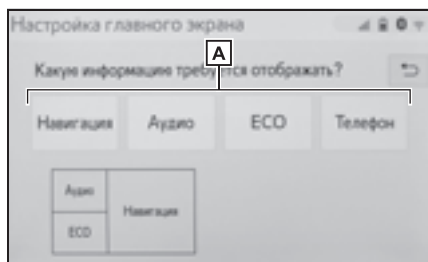 Настройка главного экрана
A
Какую информацию требуется отображать?
Навигация Аудио ECO Телефон
Аудио
Навигация
ECO